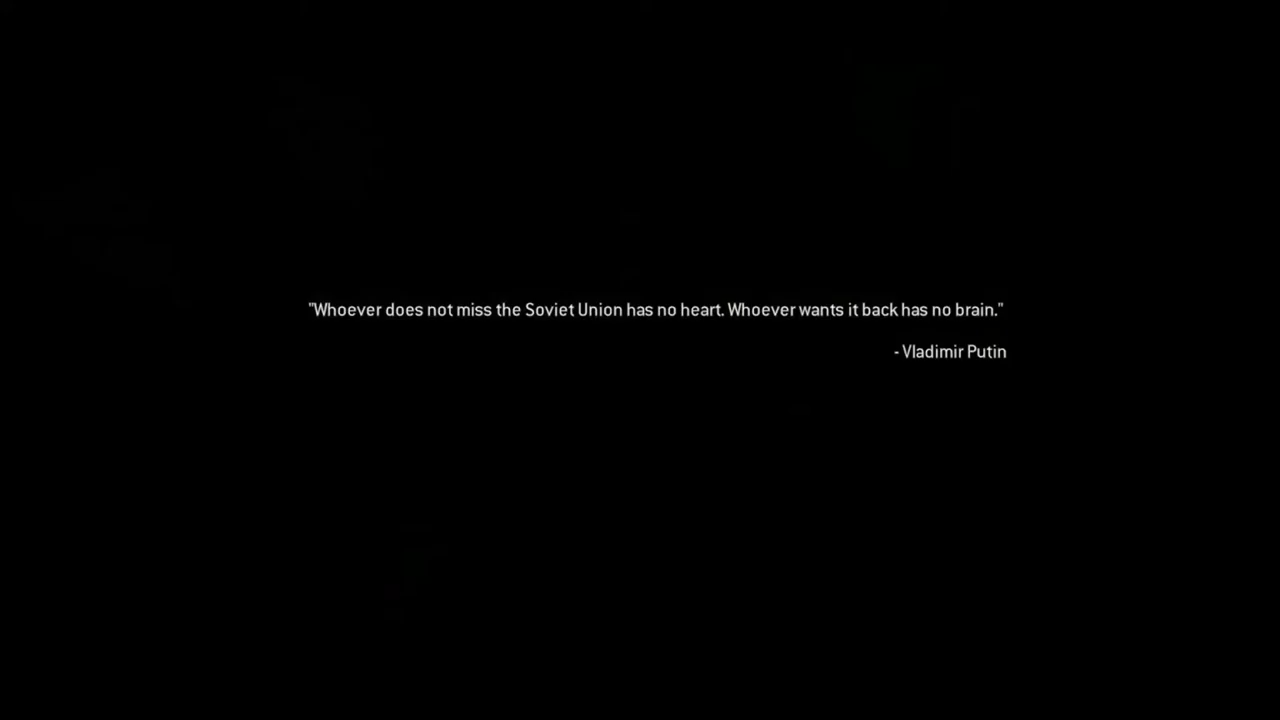 "Whoever does not miss the Soviet Union has no heart. Whoever wants it back has no brain."
- Vladimir Putin